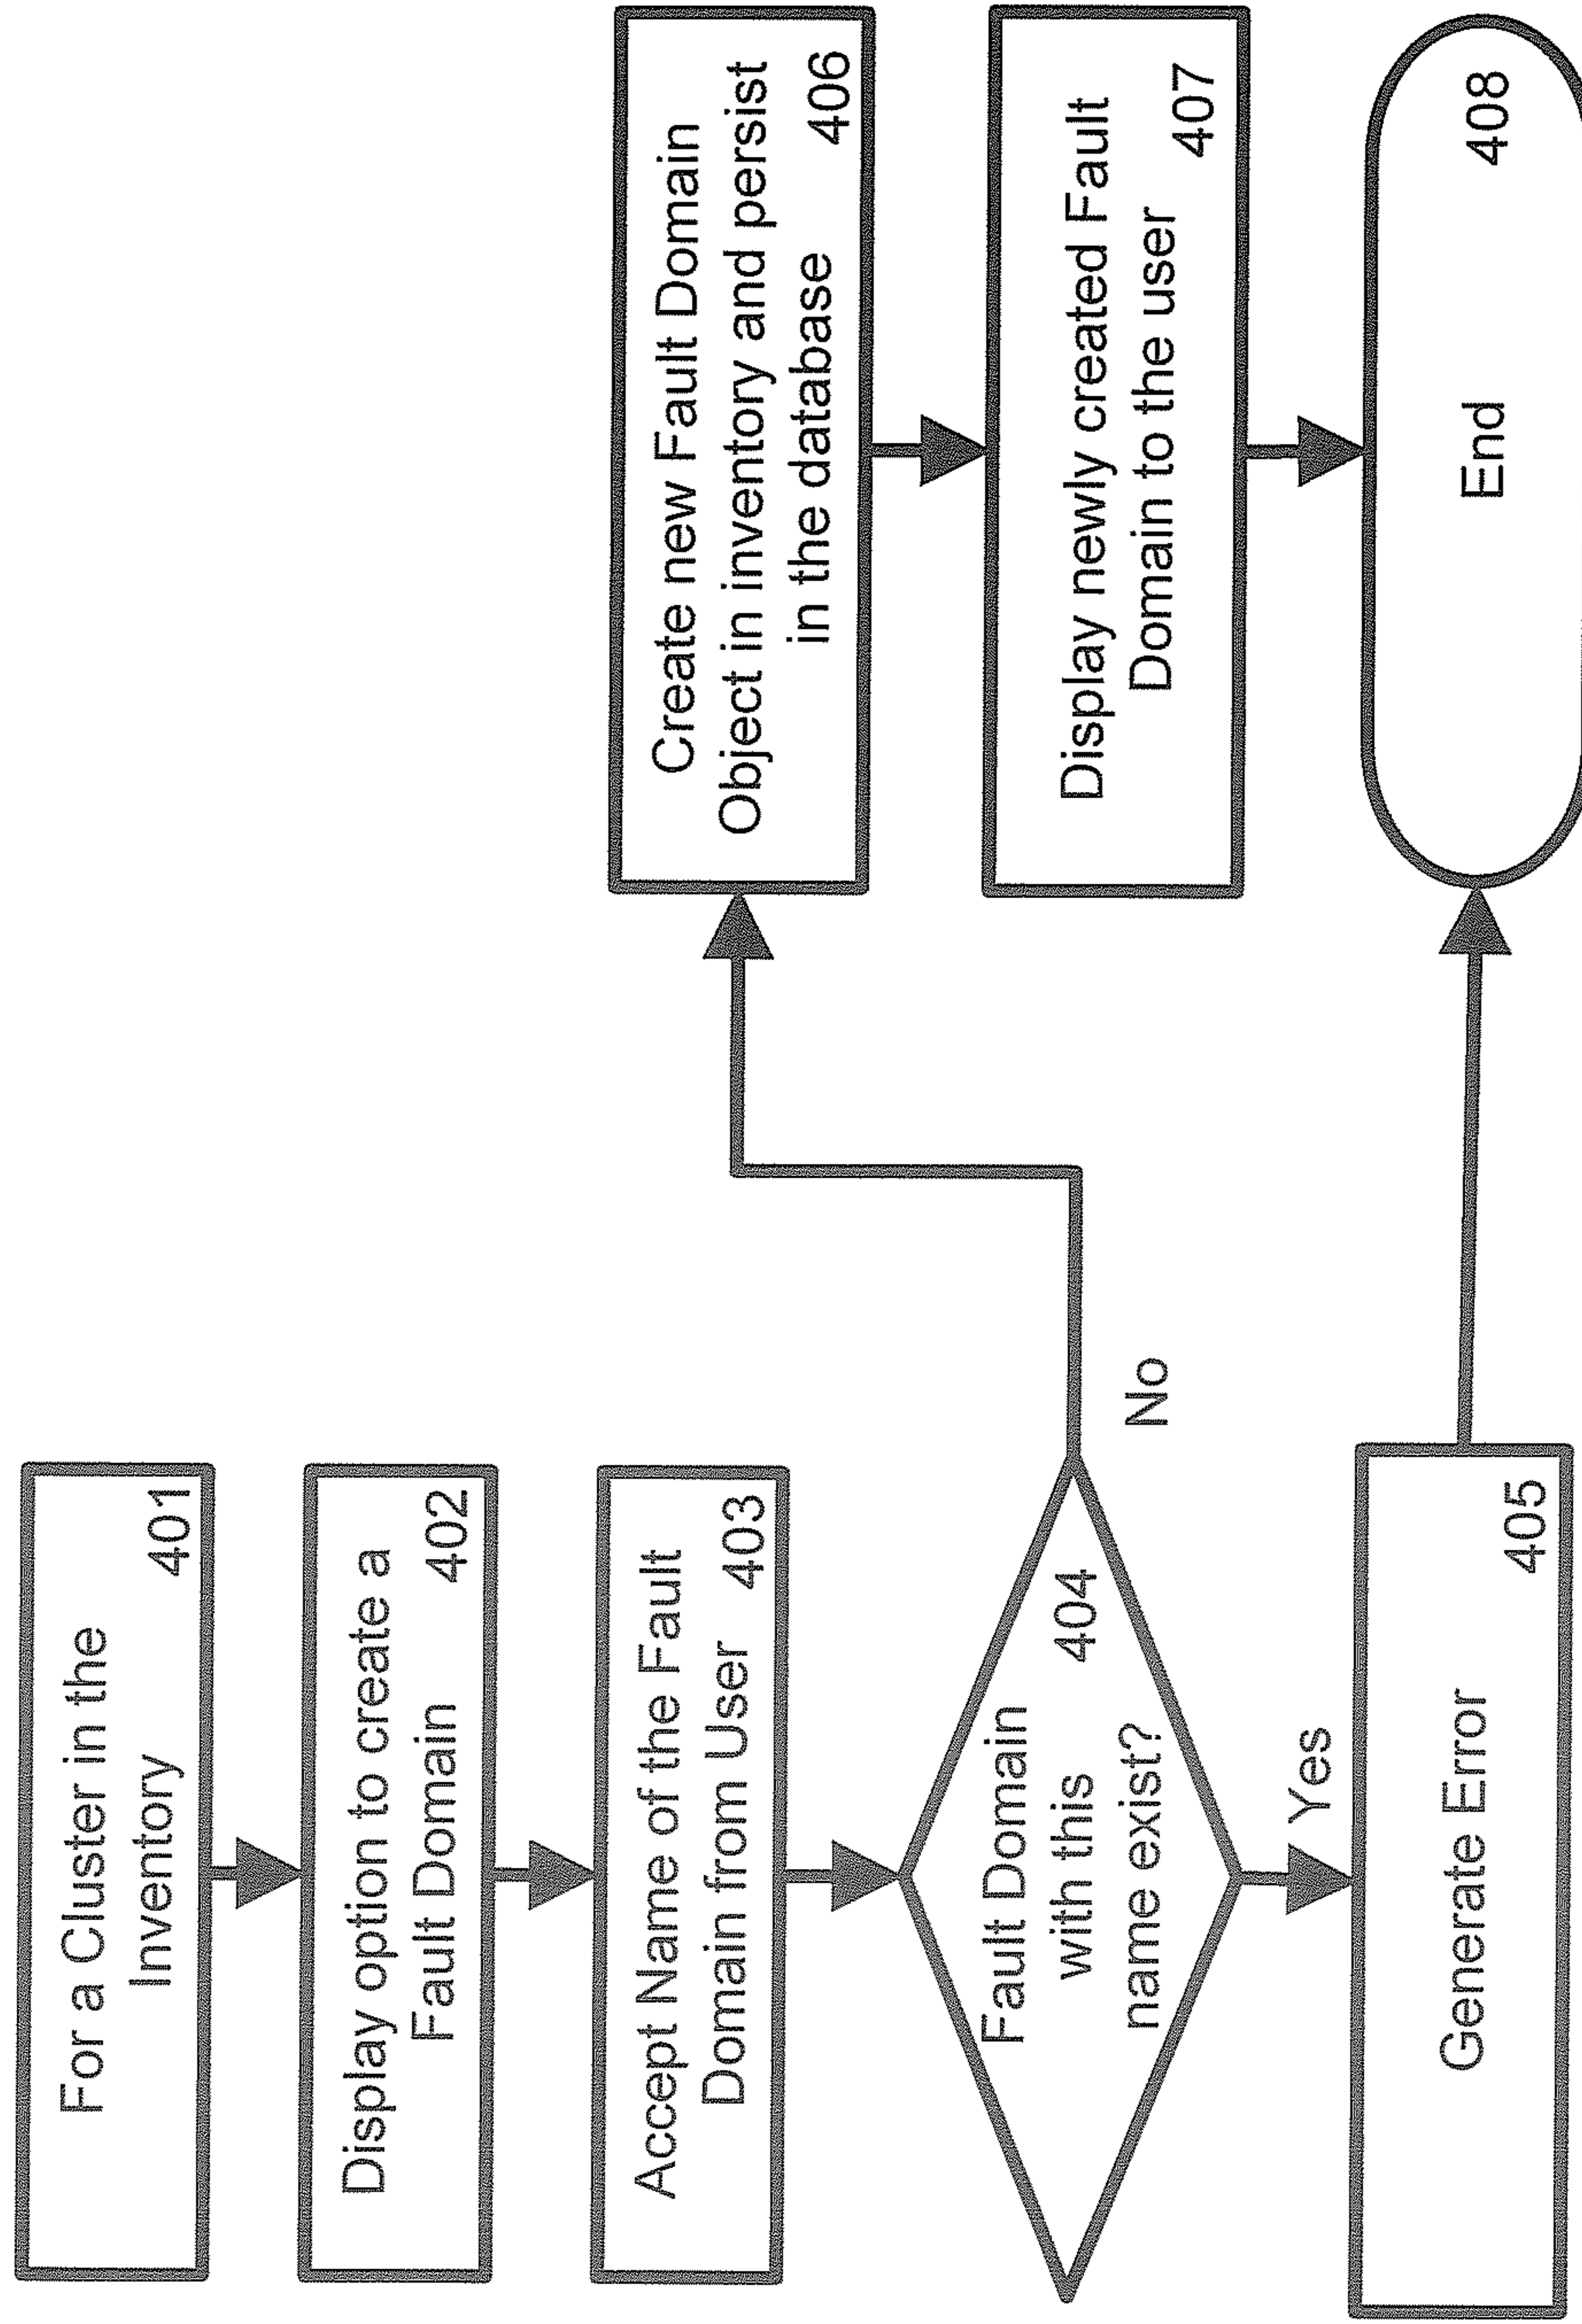 For a Cluster in the
Inventory
401
Display option to create a
Fault Domain
402
Accept Name of the Fault
Domain from User
403
Fault Domain
with this
name exist?
404
No
Yes
Generate Error
405
Create new Fault Domain
Object in inventory and persist
in the database
406
Display newly created Fault
Domain to the user
407
End
408